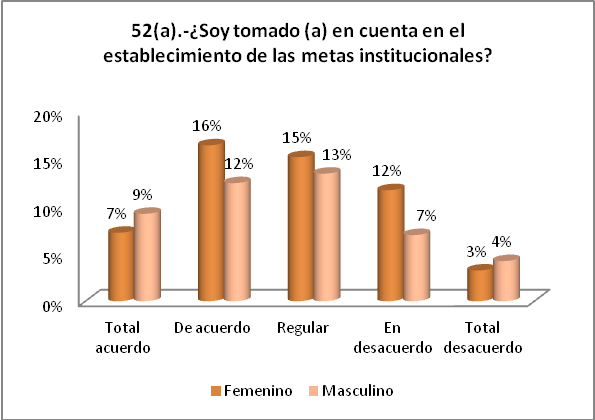 52(a).-¿Soy tomado (a) en cuenta en el
establecimiento de las metas institucionales?
20%
15%
10%
5%
0%
7%
9%
16%
12%
15%
13%
12%
7%
3%
4%
Total
acuerdo
De acuerdo
Regular
En
desacuerdo
Total
desacuerdo
Femenino
Masculino